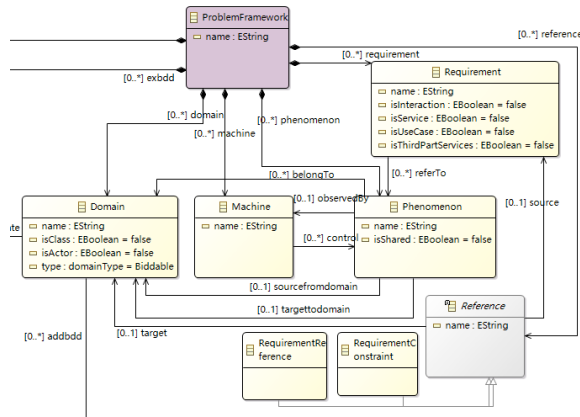 ProblemFramework
name : EString
[0..*] reference
[0..*] requirement
[0..*] exbdd
Requirement
name : EString
isInteraction : EBoolean = false
isService : EBoolean = false
isUseCase : EBoolean = false
isThirdPartServices : EBoolean = false
[0..*] domain
[0..*] phenomenon
[0..*] machine
[0..*] belongTo
[0..*] referTo
[0..1] source
Domain
name : EString
isClass : EBoolean = false
isActor : EBoolean = false
type : domainType = Biddable
Machine
name : EString
[0..1] observedBy
[0..*] control
Phenomenon
name : EString
isShared : EBoolean = false
[0..1] sourcefromdomain
[0..1] targettodomain
[0..1] target
[0..*] addbdd
Reference
name : EString
RequirementRe
ference
RequirementC
onstraint